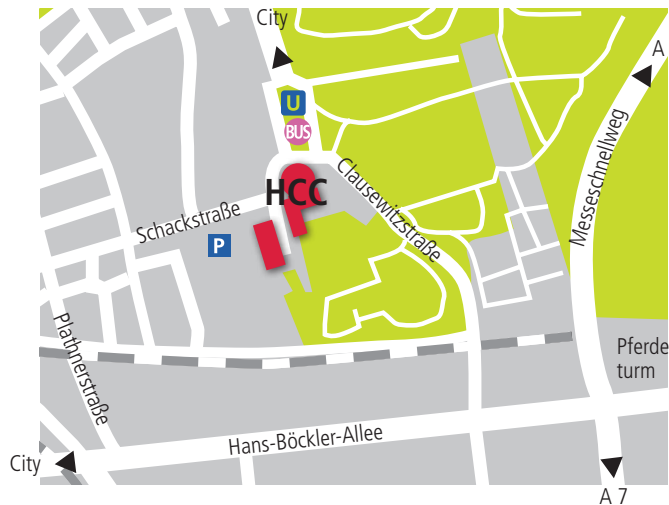 City
A
U
BUS
HCC
Clausewitzstraße
Messeschnellweg
Schackstraße
P
Plathnerstraße
Pferde
turm
Hans-Böckler-Allee
City
A 7